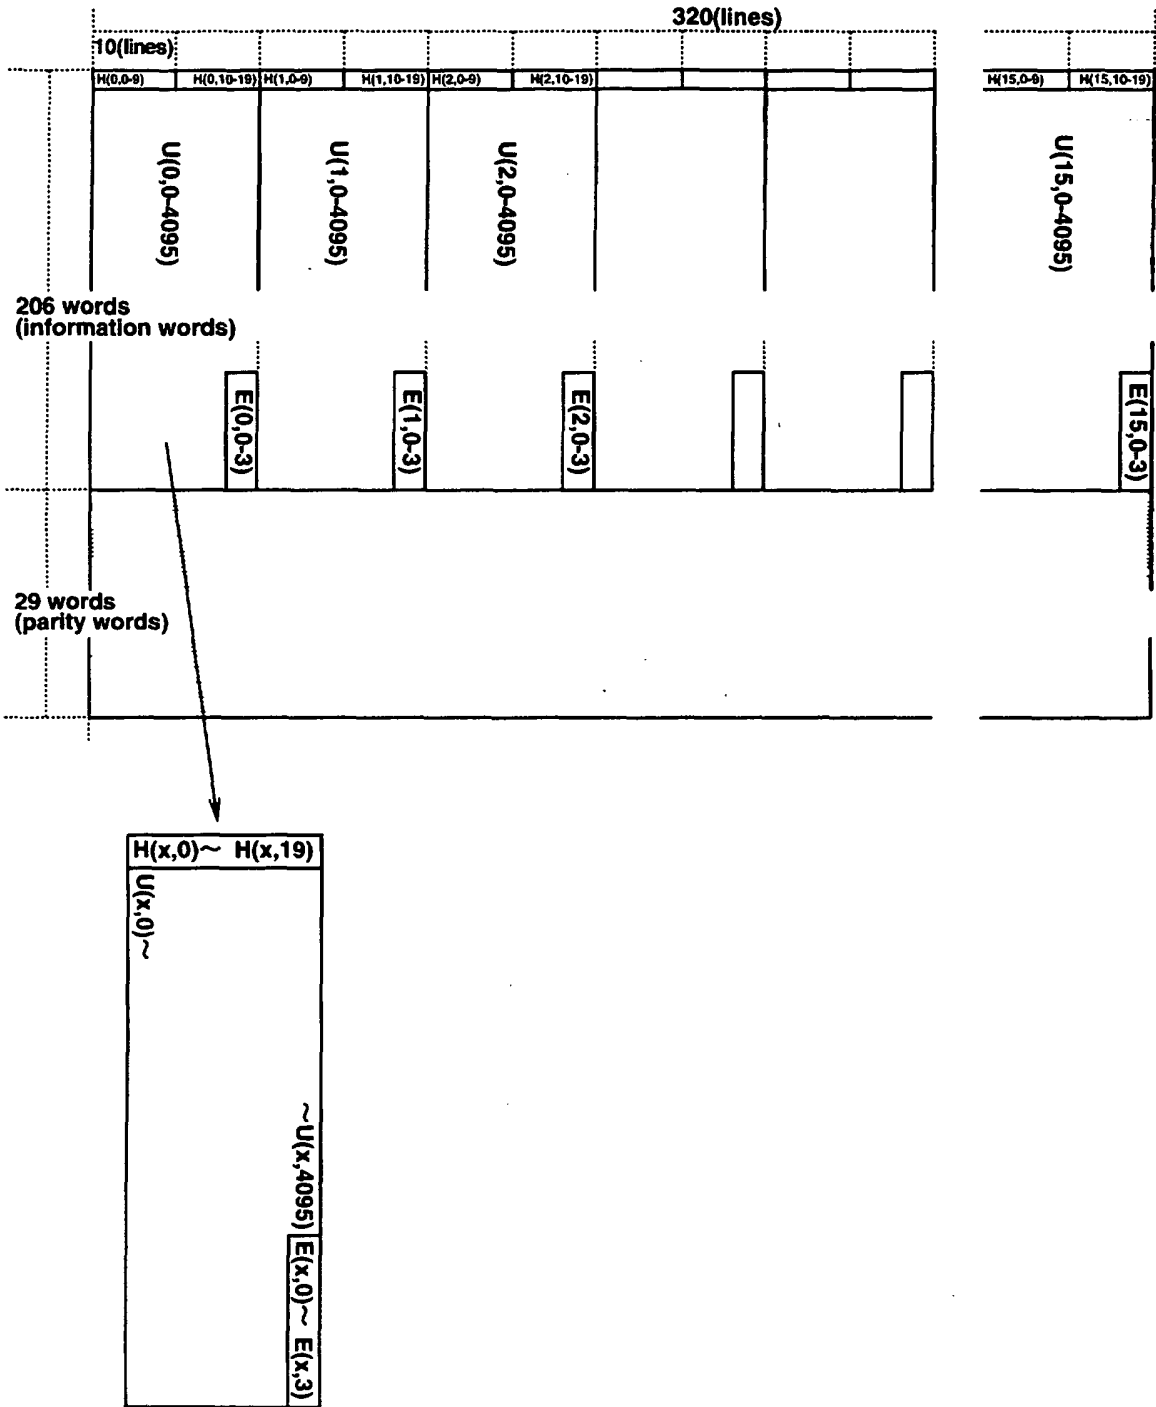 320(lines)
10(lines)
H(0,0-9) H(0,10-19) H(1,0-9) H(1,10-19) H(2,0-9) H(2,10-19) H(15,0-9) H(15,10-19)
U(0,0-4095)
U(1,0-4095)
U(2,0-4095)
U(15,0-4095)
206 words
(information words)
E(0,0-3)
E(1,0-3)
E(2,0-3)
E(15,0-3)
29 words
(parity words)
H(x,0)~ H(x,19)
U(x,0)~
~U(x,4095)
E(x,0)~ E(x,3)